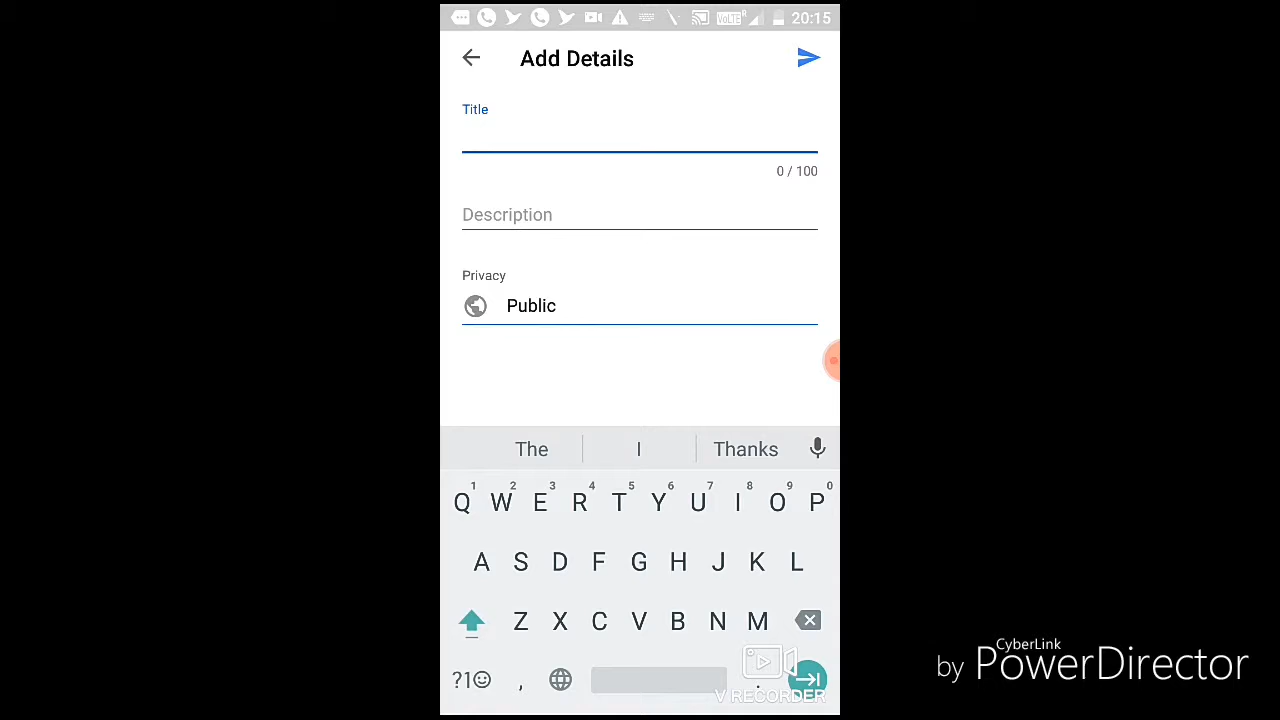 VoLTE R 20:15
Add Details
Title
0 / 100
Description
Privacy
Public
The I Thanks
1 2 3 4 5 6 7 8 9 0
Q W E R T Y U I O P
A S D F G H J K L
Z X C V B N M
?1 , .
V RECORDER
CyberLink
by PowerDirector